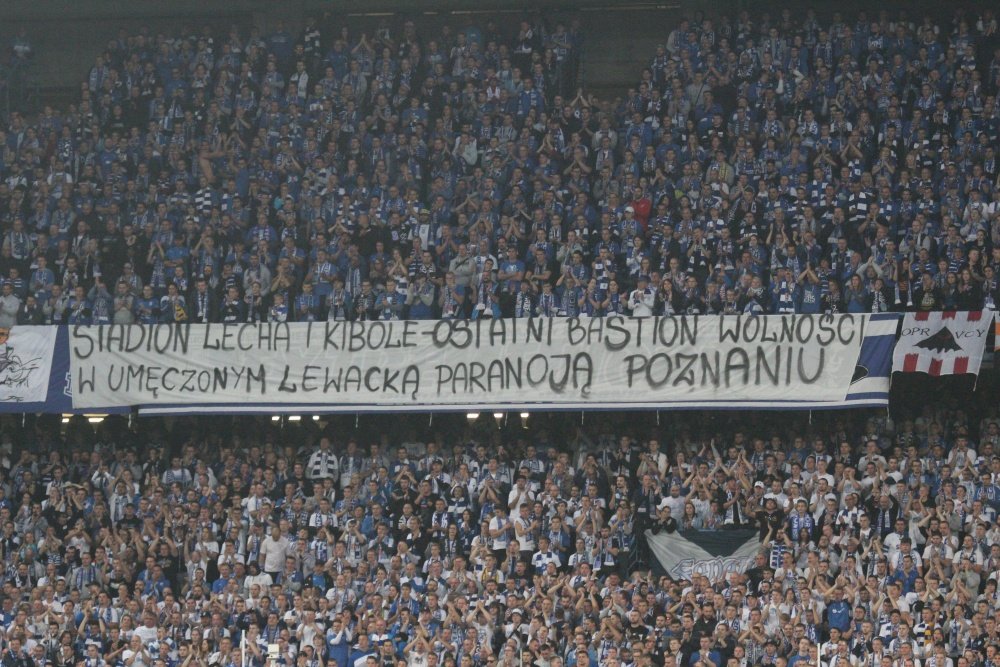 STADION LECHA I KIBOLE-OSTATNI BASTION WOLNOŚCI
W UMĘCZONYM LEWACKĄ PARANOJĄ POZNANIU